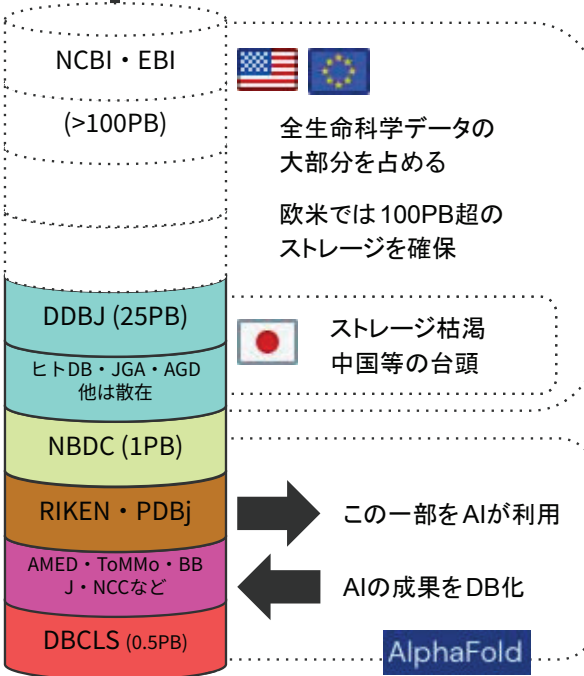 NCBI・EBI
(>100PB)
全生命科学データの
大部分を占める
欧米では100PB超の
ストレージを確保
DDBJ (25PB)
ヒトDB・JGA・AGD
他は散在
ストレージ枯渇
中国等の台頭
NBDC (1PB)
RIKEN・PDBj
この一部をAIが利用
AMED・ToMMo・BB
J・NCCなど
AIの成果をDB化
DBCLS (0.5PB)
AlphaFold